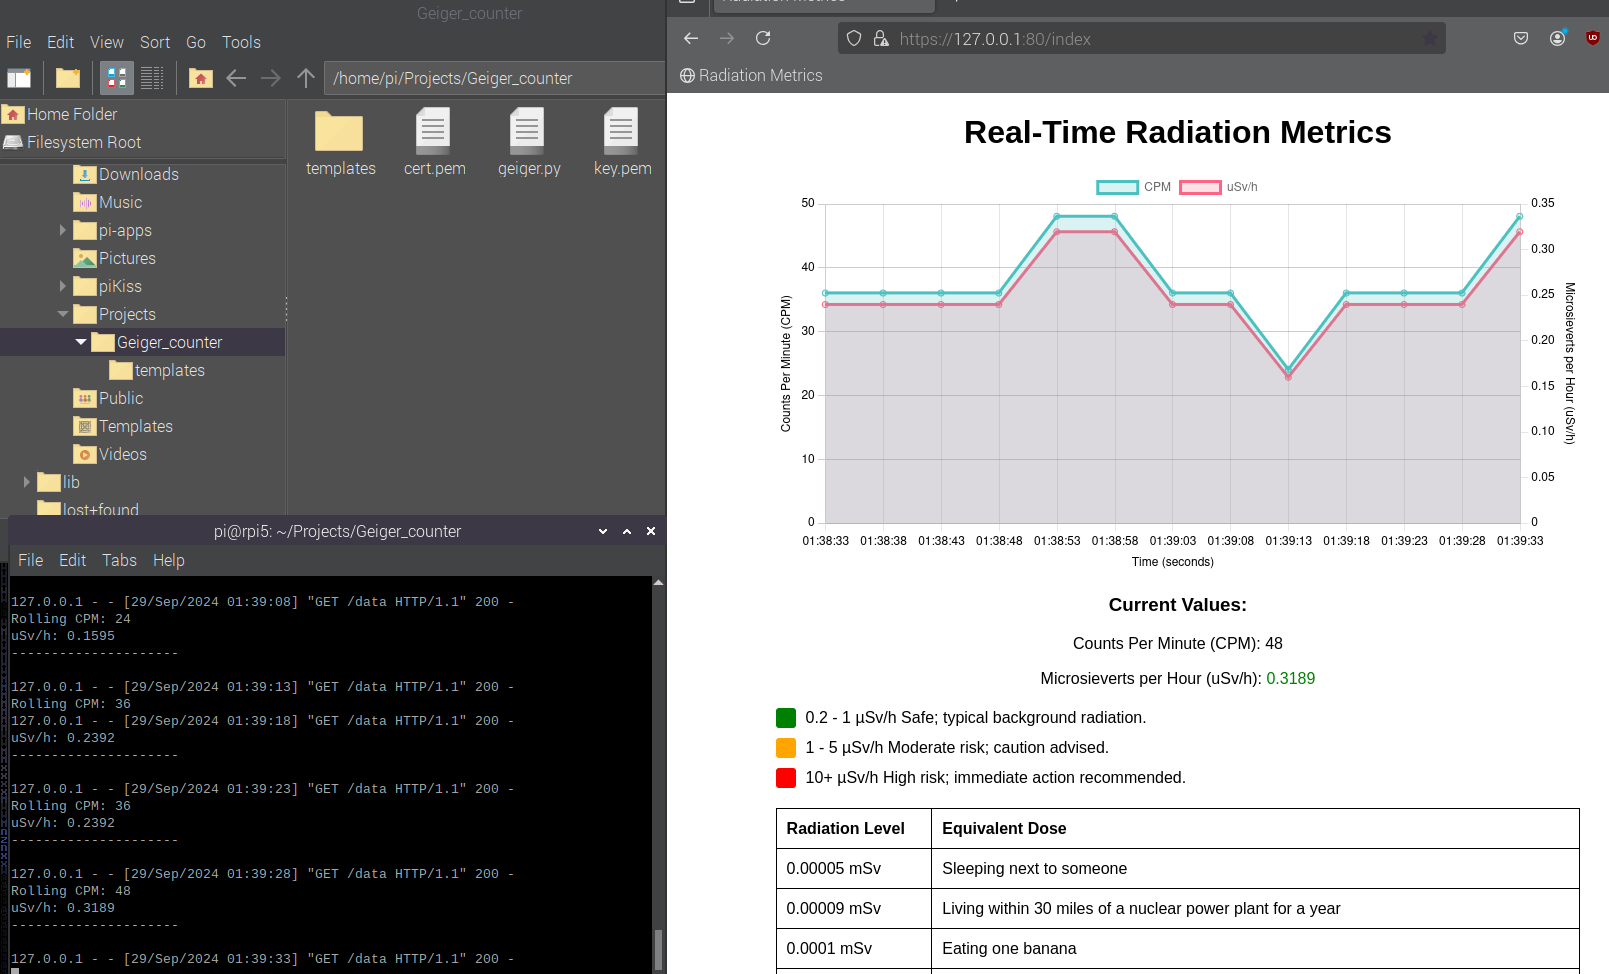 Geiger_counter
File Edit View Sort Go Tools
/home/pi/Projects/Geiger_counter
Home Folder
Filesystem Root
Downloads
Music
pi-apps
Pictures
piKiss
Projects
Geiger_counter
templates
Public
Templates
Videos
lib
lost+found
templates cert.pem geiger.py key.pem
pi@rpi5: ~/Projects/Geiger_counter
File Edit Tabs Help
127.0.0.1 - - [29/Sep/2024 01:39:08] "GET /data HTTP/1.1" 200 -
Rolling CPM: 24
uSv/h: 0.1595
---------------------
127.0.0.1 - - [29/Sep/2024 01:39:13] "GET /data HTTP/1.1" 200 -
Rolling CPM: 36
127.0.0.1 - - [29/Sep/2024 01:39:18] "GET /data HTTP/1.1" 200 -
uSv/h: 0.2392
---------------------
127.0.0.1 - - [29/Sep/2024 01:39:23] "GET /data HTTP/1.1" 200 -
Rolling CPM: 36
uSv/h: 0.2392
---------------------
127.0.0.1 - - [29/Sep/2024 01:39:28] "GET /data HTTP/1.1" 200 -
Rolling CPM: 48
uSv/h: 0.3189
---------------------
127.0.0.1 - - [29/Sep/2024 01:39:33] "GET /data HTTP/1.1" 200 -
Radiation Metrics
https://127.0.0.1:80/index
Radiation Metrics
Real-Time Radiation Metrics
CPM uSv/h
50
40
30
20
10
0
Counts Per Minute (CPM)
0.35
0.30
0.25
0.20
0.15
0.10
0.05
0
Microsieverts per Hour (uSv/h)
01:38:33 01:38:38 01:38:43 01:38:48 01:38:53 01:38:58 01:39:03 01:39:08 01:39:13 01:39:18 01:39:23 01:39:28 01:39:33
Time (seconds)
Current Values:
Counts Per Minute (CPM): 48
Microsieverts per Hour (uSv/h): 0.3189
0.2 - 1 µSv/h Safe; typical background radiation.
1 - 5 µSv/h Moderate risk; caution advised.
10+ µSv/h High risk; immediate action recommended.
Radiation Level Equivalent Dose
0.00005 mSv Sleeping next to someone
0.00009 mSv Living within 30 miles of a nuclear power plant for a year
0.0001 mSv Eating one banana